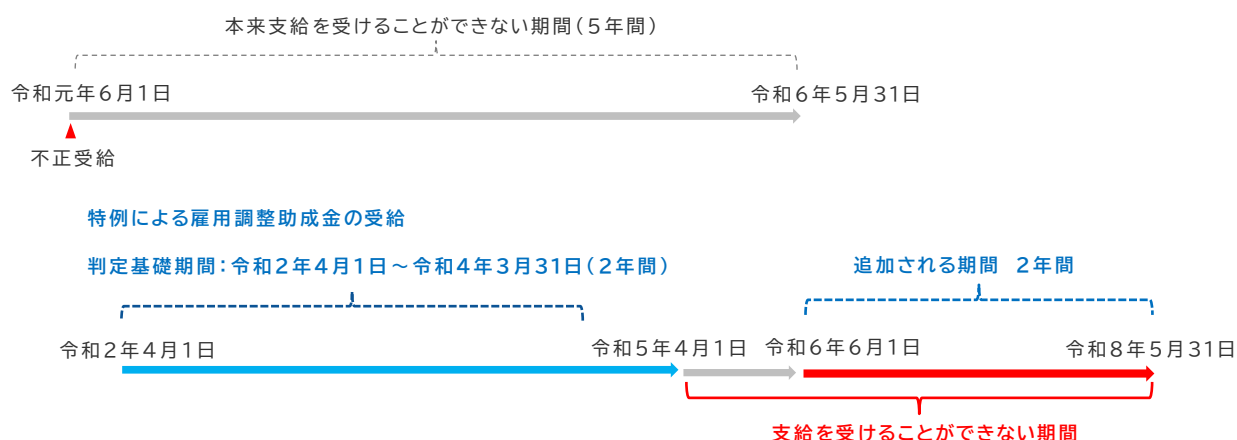 本来支給を受けることができない期間(5年間)
令和元年6月1日
令和6年5月31日
不正受給
特例による雇用調整助成金の受給
判定基礎期間:令和2年4月1日~令和4年3月31日(2年間)
追加される期間 2年間
令和2年4月1日
令和5年4月1日
令和6年6月1日
令和8年5月31日
支給を受けることができない期間